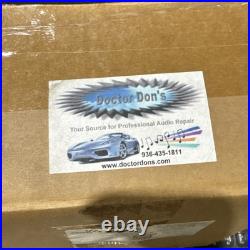 Doctor Don's
Your Source for Professional Audio Repair
936-435-1811
www.doctordons.com